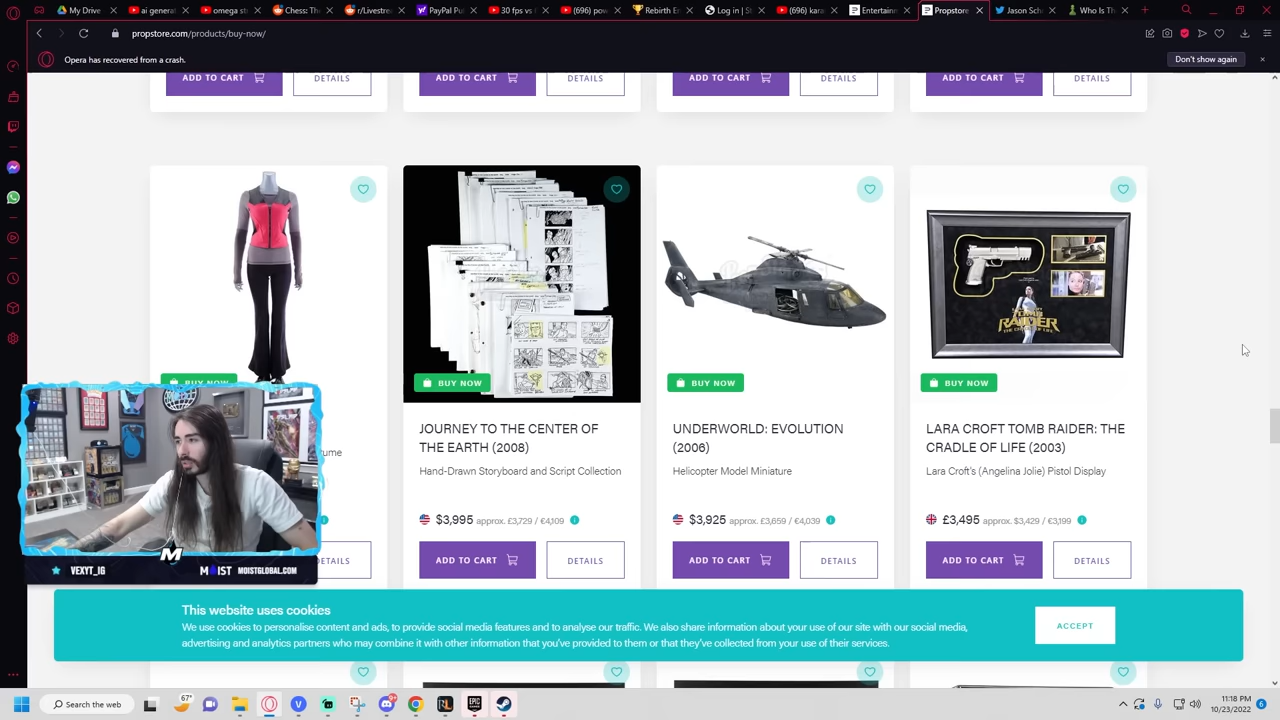 My Drive
ai general
omega st
Chess: Th
r/Livestre
PayPal Pu
30 fps vs 6
(696) pow
Rebirth E
Log in | St
(696) kara
Entertainm
Propstore
Jason Sch
Who Is Th
propstore.com/products/buy-now/
Opera has recovered from a crash.
Don't show again
ADD TO CART
DETAILS
ADD TO CART
DETAILS
ADD TO CART
DETAILS
ADD TO CART
DETAILS
BUY NOW
BUY NOW
BUY NOW
BUY NOW
TOMB RAIDER
JOURNEY TO THE CENTER OF
THE EARTH (2008)
Hand-Drawn Storyboard and Script Collection
$3,995 approx. £3,729 / €4,109
ADD TO CART
DETAILS
UNDERWORLD: EVOLUTION
(2006)
Helicopter Model Miniature
$3,925 approx. £3,659 / €4,039
ADD TO CART
DETAILS
LARA CROFT TOMB RAIDER: THE
CRADLE OF LIFE (2003)
Lara Croft's (Angelina Jolie) Pistol Display
£3,495 approx. $3,429 / €3,199
ADD TO CART
DETAILS
ume
ETAILS
M
VEXYT_IG
MOIST
MOISTGLOBAL.COM
This website uses cookies
We use cookies to personalise content and ads, to provide social media features and to analyse our traffic. We also share information about your use of our site with our social media,
advertising and analytics partners who may combine it with other information that you've provided to them or that they've collected from your use of their services.
ACCEPT
Search the web
67°
EPIC
11:18 PM
10/23/2022
6